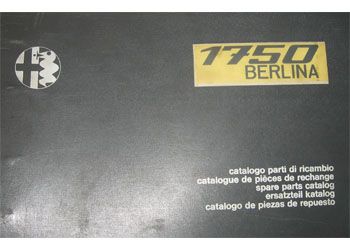 1750
BERLINA
catalogo parti di ricambio
catalogue de pièces de rechange
spare parts catalog
ersatzteil katalog
catalogo de piezas de repuesto